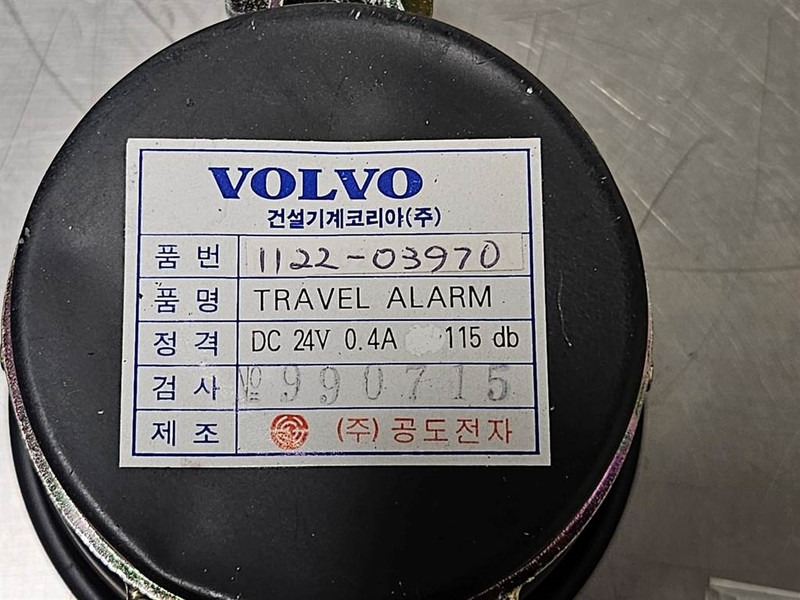 VOLVO
건설기계코리아(주)
품 번 1122-03970
품 명 TRAVEL ALARM
정 격 DC 24V 0.4A 115 db
검 사 № 990715
제 조 (주) 공도전자